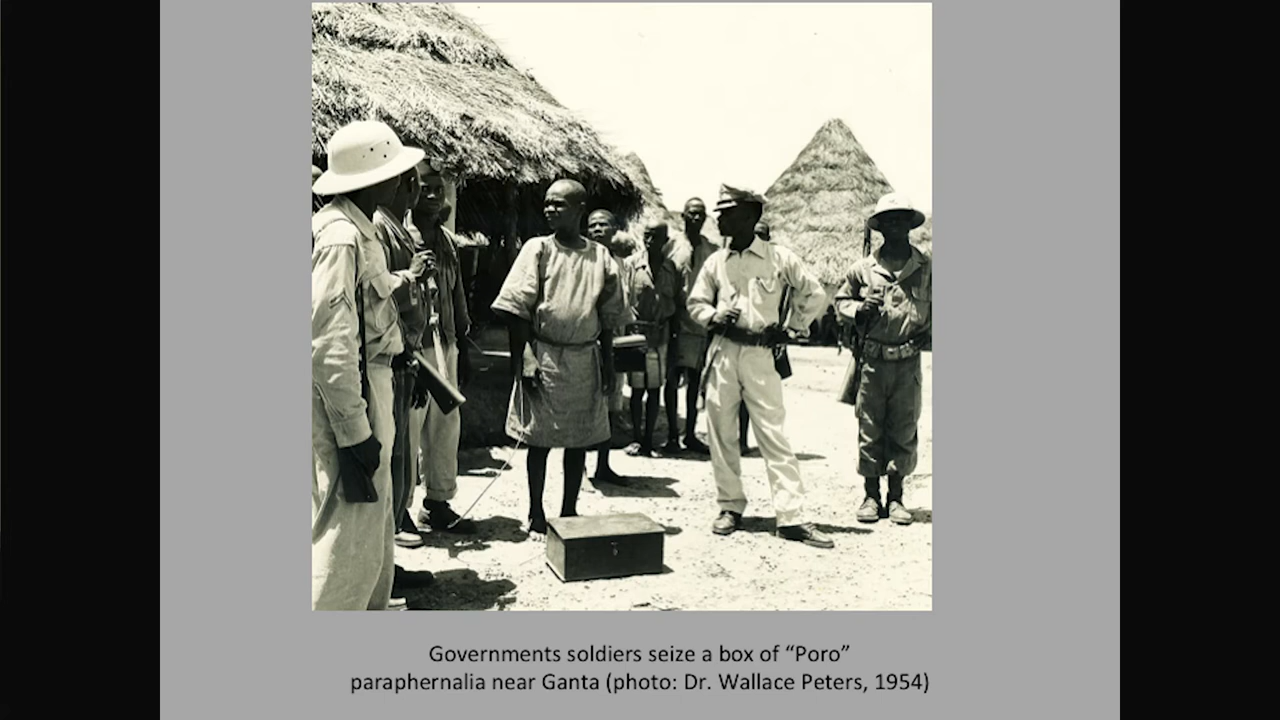 Governments soldiers seize a box of “Poro”
paraphernalia near Ganta (photo: Dr. Wallace Peters, 1954)